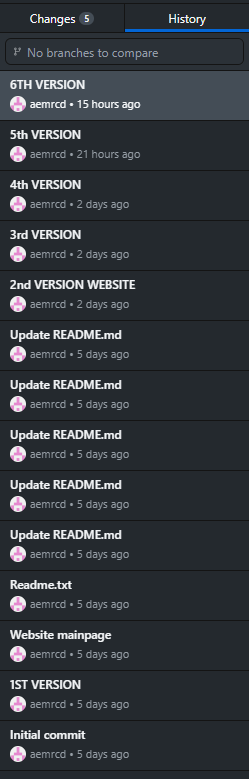 Changes 5 History
No branches to compare
6TH VERSION
aemrcd • 15 hours ago
5th VERSION
aemrcd • 21 hours ago
4th VERSION
aemrcd • 2 days ago
3rd VERSION
aemrcd • 2 days ago
2nd VERSION WEBSITE
aemrcd • 2 days ago
Update README.md
aemrcd • 5 days ago
Update README.md
aemrcd • 5 days ago
Update README.md
aemrcd • 5 days ago
Update README.md
aemrcd • 5 days ago
Update README.md
aemrcd • 5 days ago
Readme.txt
aemrcd • 5 days ago
Website mainpage
aemrcd • 5 days ago
1ST VERSION
aemrcd • 5 days ago
Initial commit
aemrcd • 5 days ago